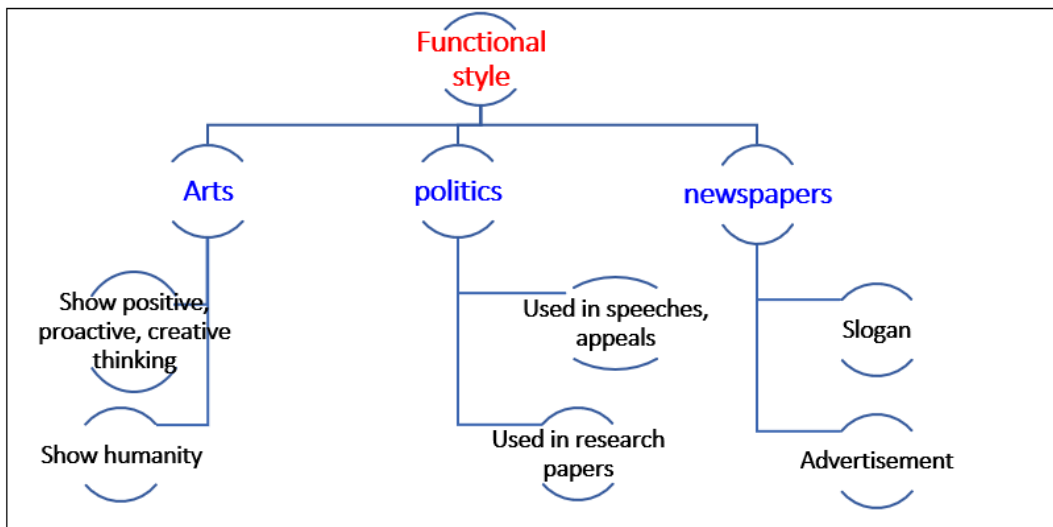 Functional
style
Arts
politics
newspapers
Show positive,
proactive, creative
thinking
Used in speeches,
appeals
Slogan
Show humanity
Used in research
papers
Advertisement